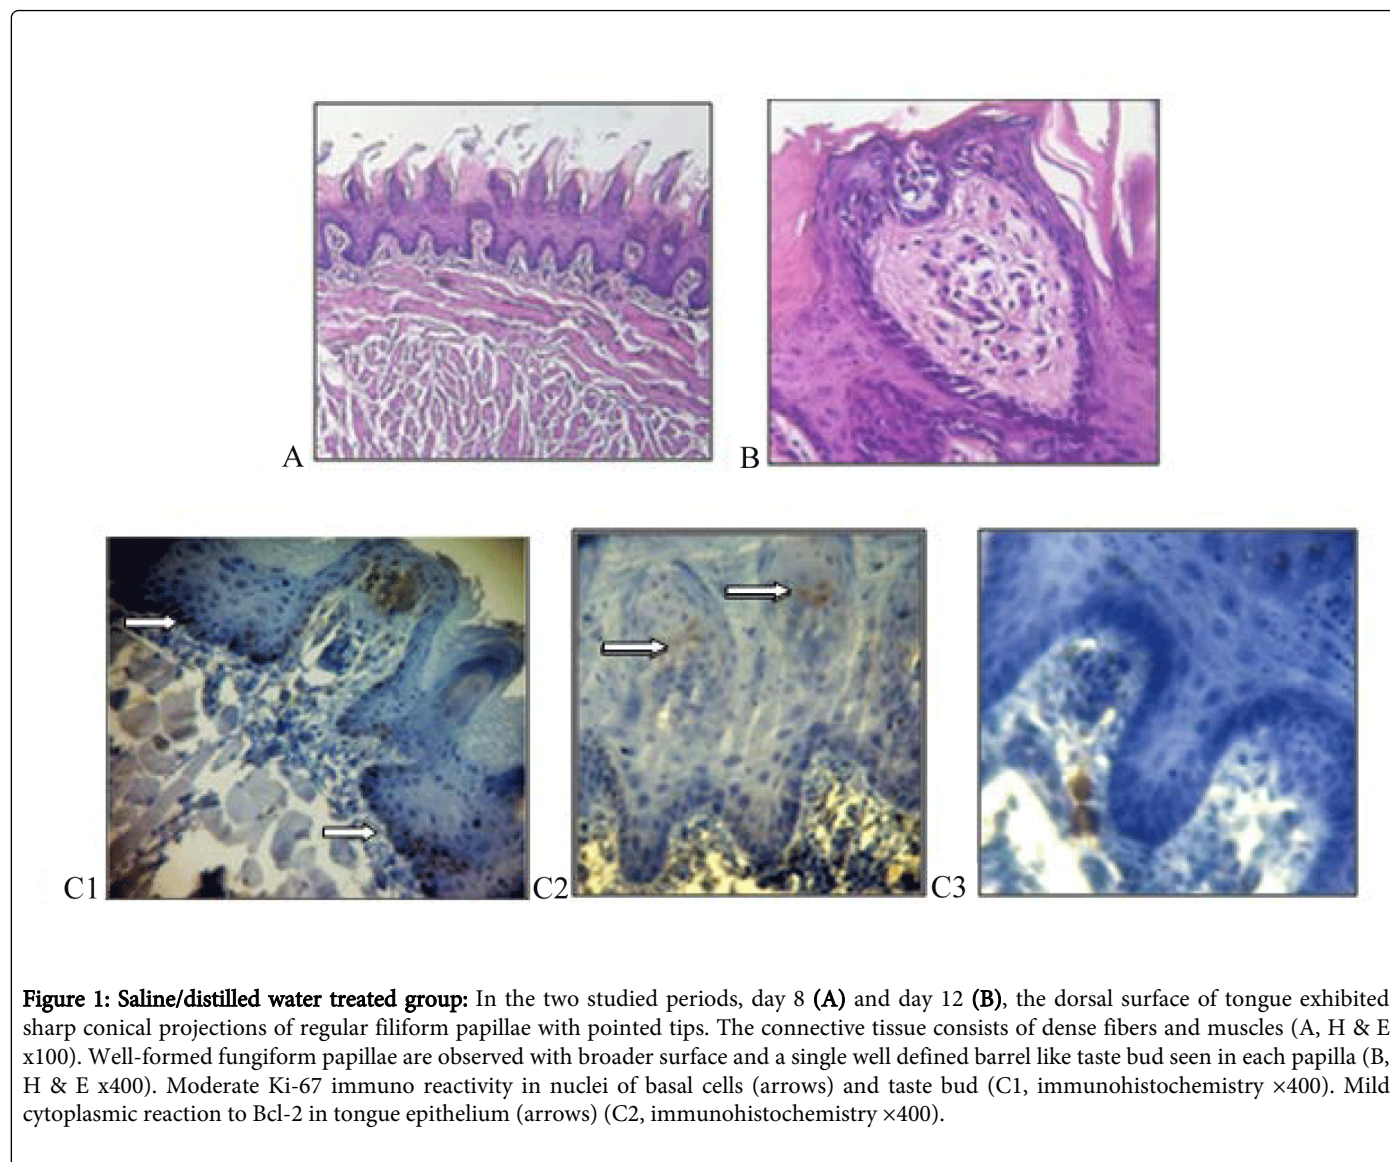 A
B
C1
C2
C3
Figure 1: Saline/distilled water treated group: In the two studied periods, day 8 (A) and day 12 (B), the dorsal surface of tongue exhibited
sharp conical projections of regular filiform papillae with pointed tips. The connective tissue consists of dense fibers and muscles (A, H & E
x100). Well-formed fungiform papillae are observed with broader surface and a single well defined barrel like taste bud seen in each papilla (B,
H & E x400). Moderate Ki-67 immuno reactivity in nuclei of basal cells (arrows) and taste bud (C1, immunohistochemistry ×400). Mild
cytoplasmic reaction to Bcl-2 in tongue epithelium (arrows) (C2, immunohistochemistry ×400).